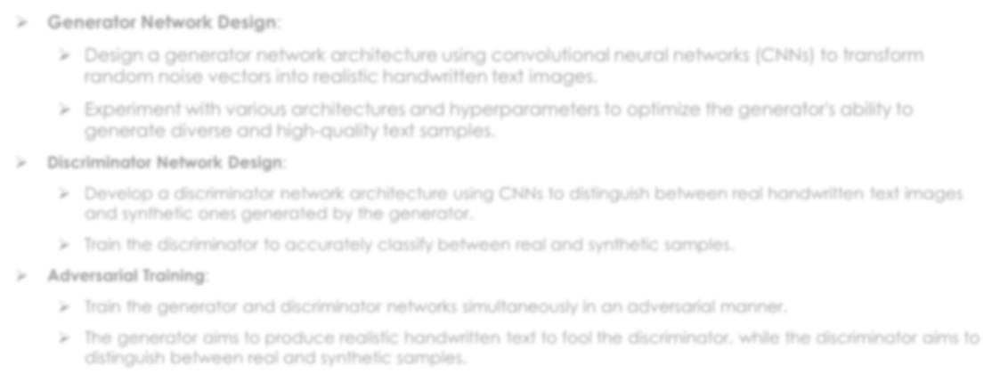 ➢ Generator Network Design:
➢ Design a generator network architecture using convolutional neural networks (CNNs) to transform
random noise vectors into realistic handwritten text images.
➢ Experiment with various architectures and hyperparameters to optimize the generator's ability to
generate diverse and high-quality text samples.
➢ Discriminator Network Design:
➢ Develop a discriminator network architecture using CNNs to distinguish between real handwritten text images
and synthetic ones generated by the generator.
➢ Train the discriminator to accurately classify between real and synthetic samples.
➢ Adversarial Training:
➢ Train the generator and discriminator networks simultaneously in an adversarial manner.
➢ The generator aims to produce realistic handwritten text to fool the discriminator, while the discriminator aims to
distinguish between real and synthetic samples.